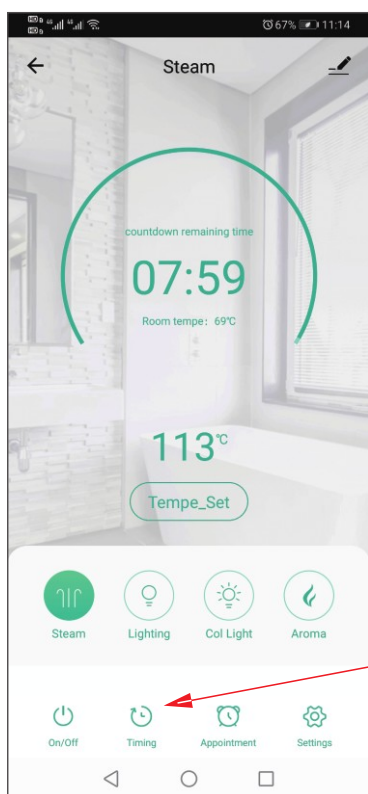 67% 11:14
Steam
countdown remaining time
07:59
Room tempe: 69℃
113℃
Tempe_Set
Steam Lighting Col Light Aroma
On/Off Timing Appointment Settings